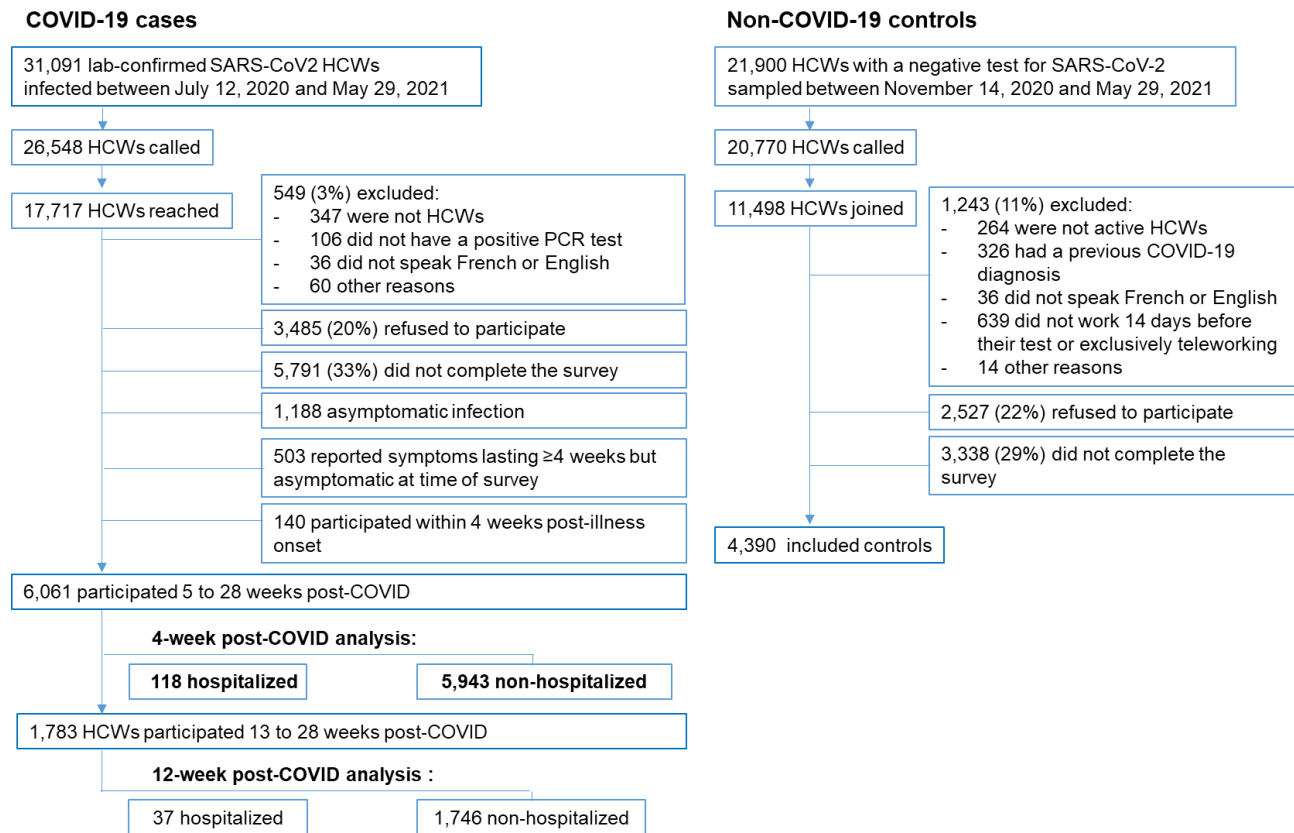 COVID-19 cases
31,091 lab-confirmed SARS-CoV2 HCWs
infected between July 12, 2020 and May 29, 2021
26,548 HCWs called
17,717 HCWs reached
549 (3%) excluded:
- 347 were not HCWs
- 106 did not have a positive PCR test
- 36 did not speak French or English
- 60 other reasons
3,485 (20%) refused to participate
5,791 (33%) did not complete the survey
1,188 asymptomatic infection
503 reported symptoms lasting ≥4 weeks but
asymptomatic at time of survey
140 participated within 4 weeks post-illness
onset
6,061 participated 5 to 28 weeks post-COVID
4-week post-COVID analysis:
118 hospitalized
5,943 non-hospitalized
1,783 HCWs participated 13 to 28 weeks post-COVID
12-week post-COVID analysis :
37 hospitalized
1,746 non-hospitalized
Non-COVID-19 controls
21,900 HCWs with a negative test for SARS-CoV-2
sampled between November 14, 2020 and May 29, 2021
20,770 HCWs called
11,498 HCWs joined
1,243 (11%) excluded:
- 264 were not active HCWs
- 326 had a previous COVID-19
diagnosis
- 36 did not speak French or English
- 639 did not work 14 days before
their test or exclusively teleworking
- 14 other reasons
2,527 (22%) refused to participate
3,338 (29%) did not complete the
survey
4,390 included controls